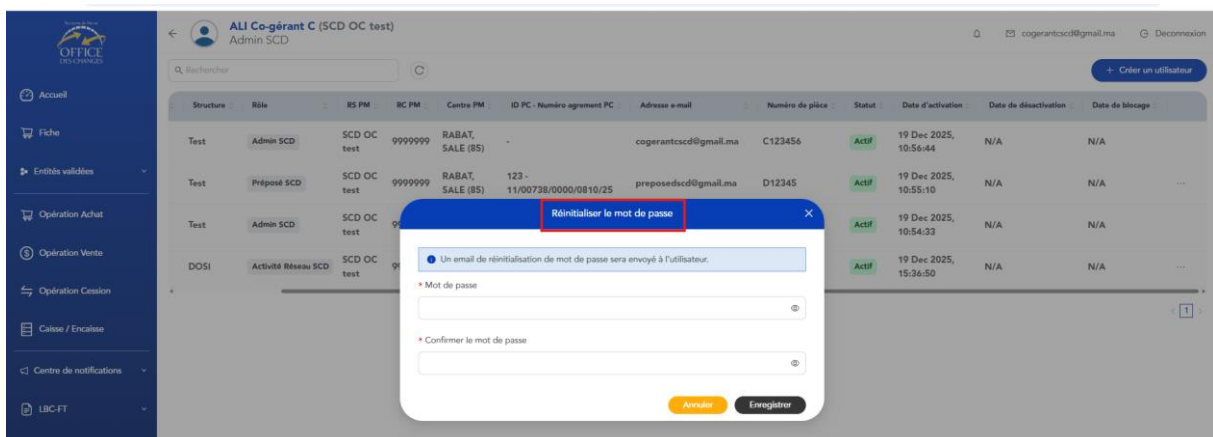 OFFICE
DES CHANGES
Accueil
Fiche
Entités validées
Opération Achat
Opération Vente
Opération Cession
Caisse / Encaisse
Centre de notifications
LBC-FT
ALI Co-gérant C (SCD OC test)
Admin SCD
cogerantcscd@gmail.ma
Deconnexion
Rechercher
+ Créer un utilisateur
Structure Rôle RS PM RC PM Centre PM ID PC - Numéro agrement PC Adresse e-mail Numéro de pièce Statut Date d'activation Date de désactivation Date de blocage
Test Admin SCD SCD OC test 9999999 RABAT, SALE (85) - cogerantcscd@gmail.ma C123456 Actif 19 Dec 2025, 10:56:44 N/A N/A
Test Préposé SCD SCD OC test 9999999 RABAT, SALE (85) 123 - 11/00738/0000/0810/25 preposedscd@gmail.ma D12345 Actif 19 Dec 2025, 10:55:10 N/A N/A ...
Test Admin SCD SCD OC test Actif 19 Dec 2025, 10:54:33 N/A N/A
DOSI Activité Réseau SCD SCD OC test Actif 19 Dec 2025, 15:36:50 N/A N/A ...
< 1 >
Réinitialiser le mot de passe
Un email de réinitialisation de mot de passe sera envoyé à l'utilisateur.
* Mot de passe
* Confirmer le mot de passe
Annuler
Enregistrer